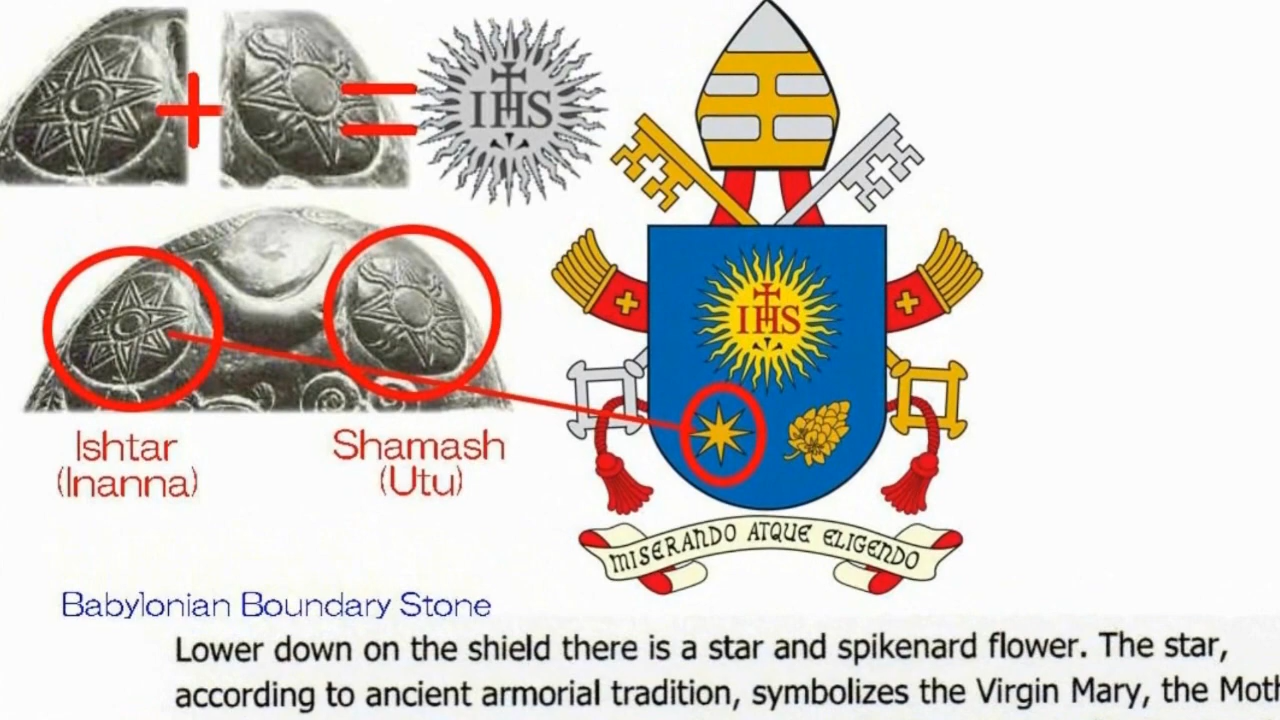 IHS
IHS
Ishtar
(Inanna)
Shamash
(Utu)
MISERANDO ATQUE ELIGENDO
Babylonian Boundary Stone
Lower down on the shield there is a star and spikenard flower. The star,
according to ancient armorial tradition, symbolizes the Virgin Mary, the Moth